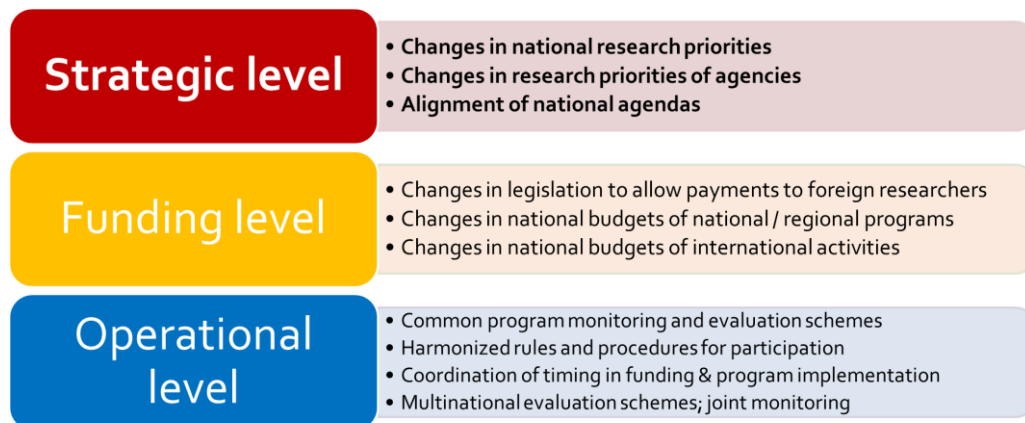 Strategic level
• Changes in national research priorities
• Changes in research priorities of agencies
• Alignment of national agendas
Funding level
• Changes in legislation to allow payments to foreign researchers
• Changes in national budgets of national / regional programs
• Changes in national budgets of international activities
Operational
level
• Common program monitoring and evaluation schemes
• Harmonized rules and procedures for participation
• Coordination of timing in funding & program implementation
• Multinational evaluation schemes; joint monitoring